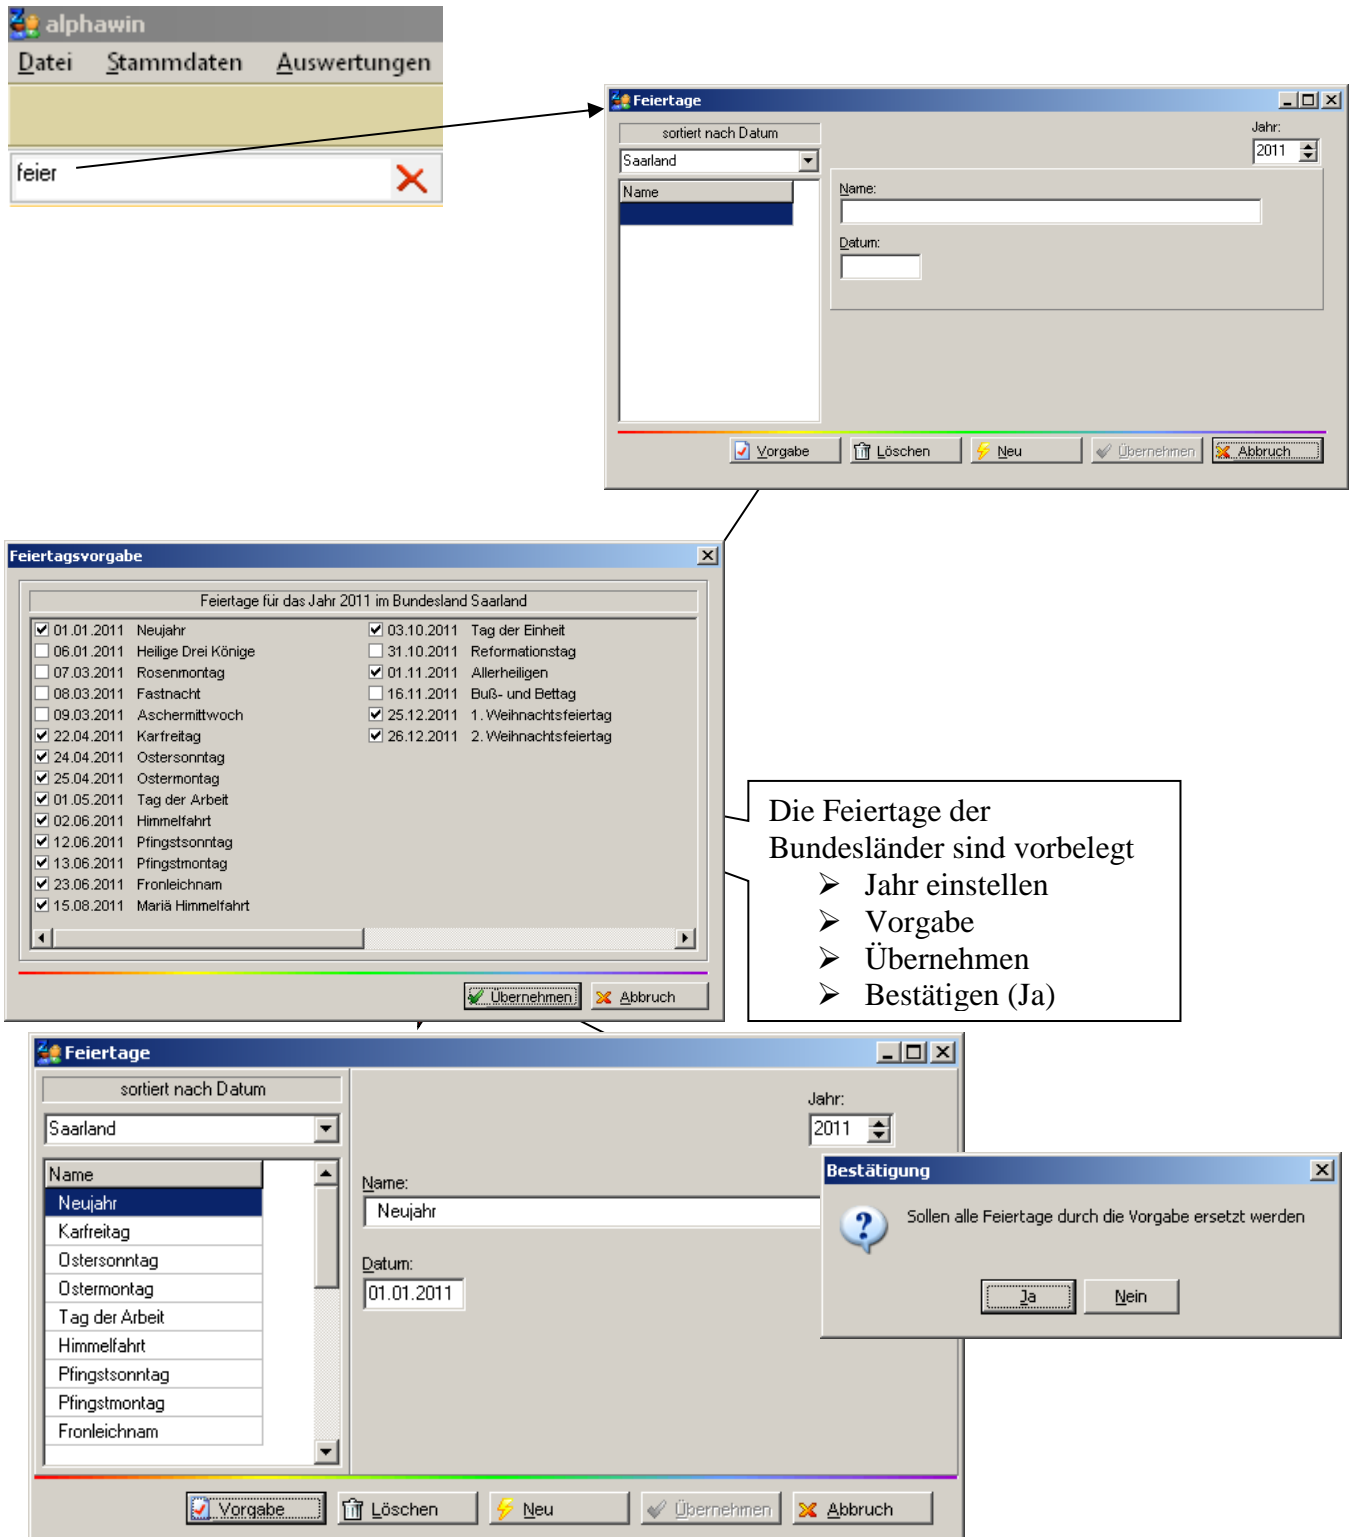 alphawin
Datei Stammdaten Auswertungen
feier
Feiertage
sortiert nach Datum
Jahr:
Saarland
2011
Name
Name:
Datum:
Vorgabe Löschen Neu Übernehmen Abbruch
Feiertagsvorgabe
Feiertage für das Jahr 2011 im Bundesland Saarland
01.01.2011 Neujahr
06.01.2011 Heilige Drei Könige
07.03.2011 Rosenmontag
08.03.2011 Fastnacht
09.03.2011 Aschermittwoch
22.04.2011 Karfreitag
24.04.2011 Ostersonntag
25.04.2011 Ostermontag
01.05.2011 Tag der Arbeit
02.06.2011 Himmelfahrt
12.06.2011 Pfingstsonntag
13.06.2011 Pfingstmontag
23.06.2011 Fronleichnam
15.08.2011 Mariä Himmelfahrt
03.10.2011 Tag der Einheit
31.10.2011 Reformationstag
01.11.2011 Allerheiligen
16.11.2011 Buß- und Bettag
25.12.2011 1. Weihnachtsfeiertag
26.12.2011 2. Weihnachtsfeiertag
Übernehmen Abbruch
Die Feiertage der
Bundesländer sind vorbelegt
➢ Jahr einstellen
➢ Vorgabe
➢ Übernehmen
➢ Bestätigen (Ja)
Feiertage
sortiert nach Datum
Jahr:
Saarland
2011
Name
Neujahr
Karfreitag
Ostersonntag
Ostermontag
Tag der Arbeit
Himmelfahrt
Pfingstsonntag
Pfingstmontag
Fronleichnam
Name:
Neujahr
Datum:
01.01.2011
Vorgabe Löschen Neu Übernehmen Abbruch
Bestätigung
Sollen alle Feiertage durch die Vorgabe ersetzt werden
Ja Nein